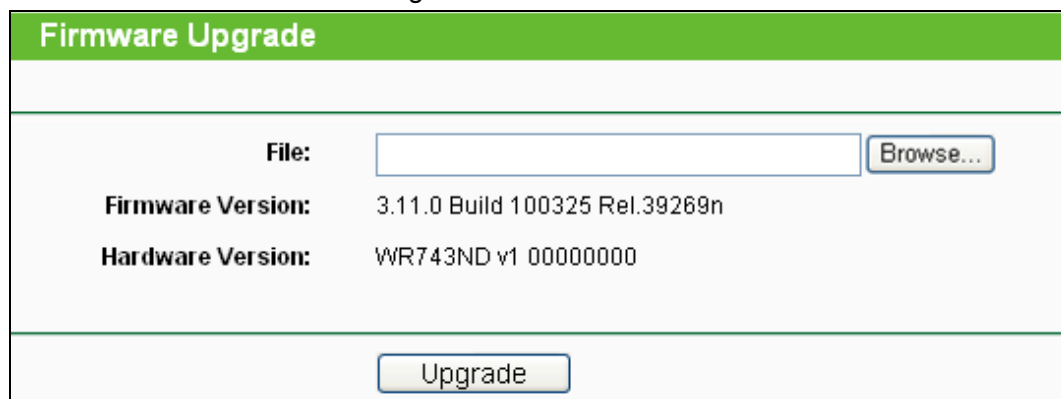 Firmware Upgrade
File:
Browse...
Firmware Version: 3.11.0 Build 100325 Rel.39269n
Hardware Version: WR743ND v1 00000000
Upgrade